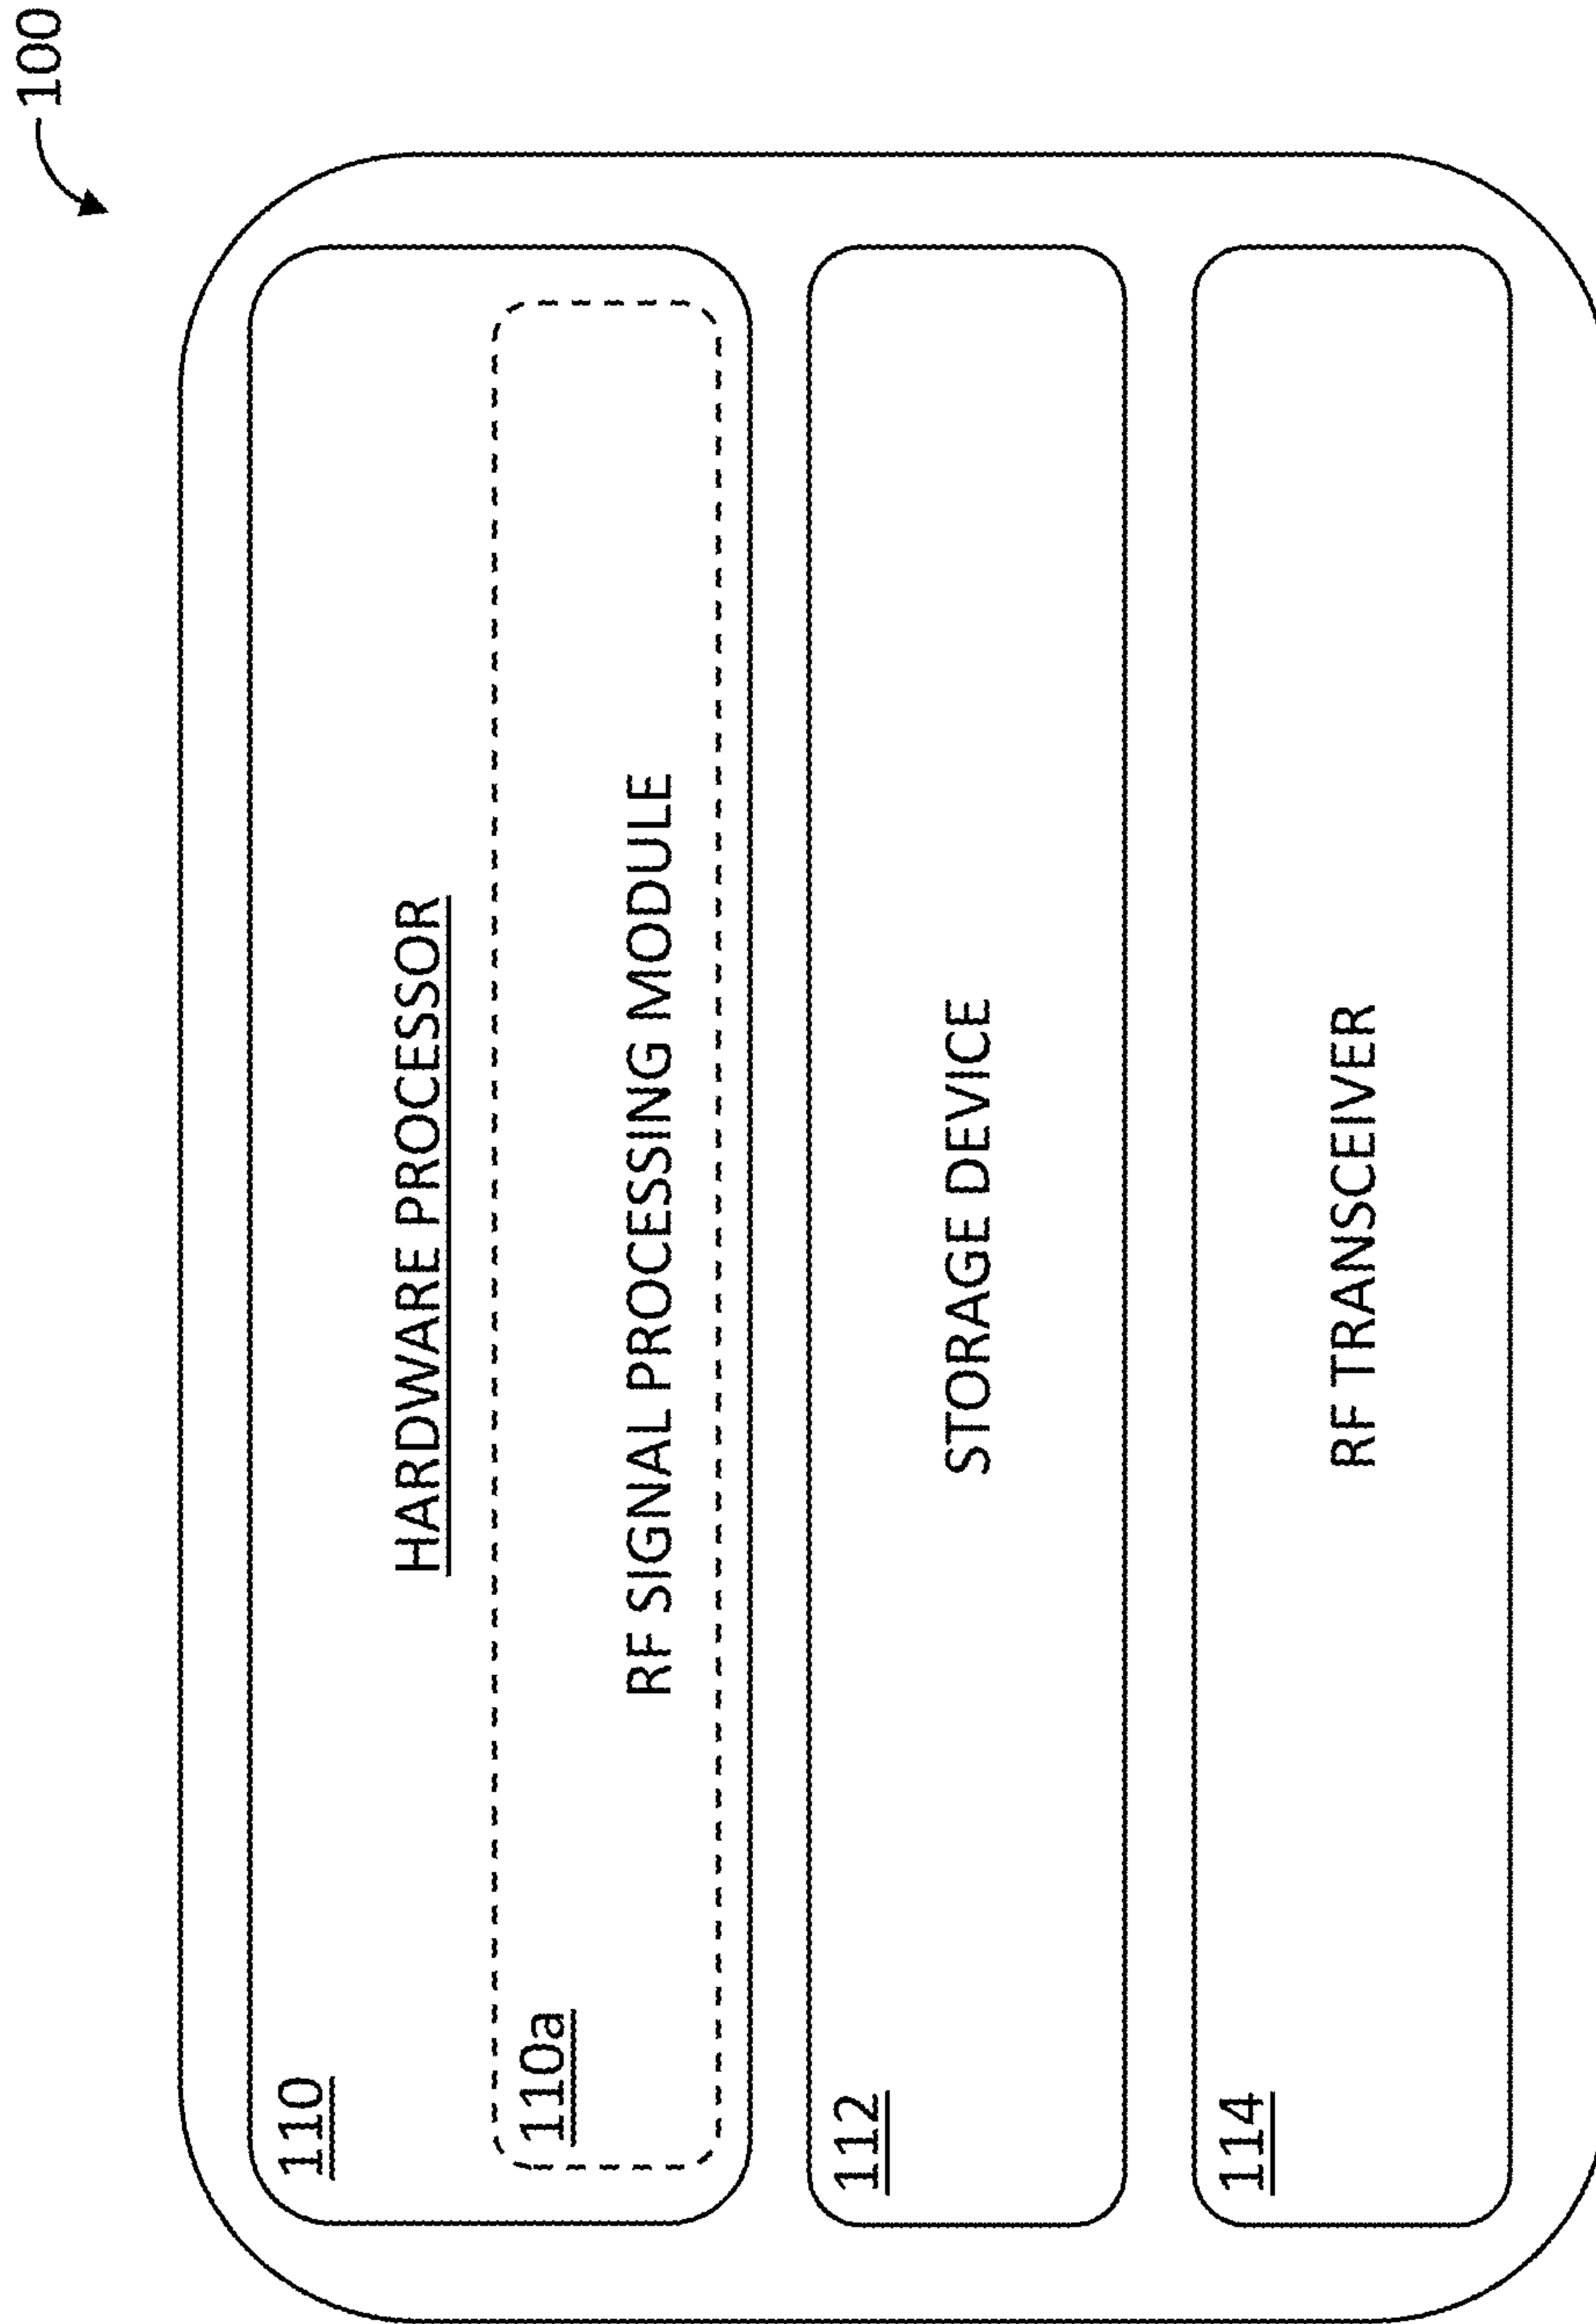 100
110
HARDWARE PROCESSOR
110a
RF SIGNAL PROCESSING MODULE
112
STORAGE DEVICE
114
RF TRANSCEIVER